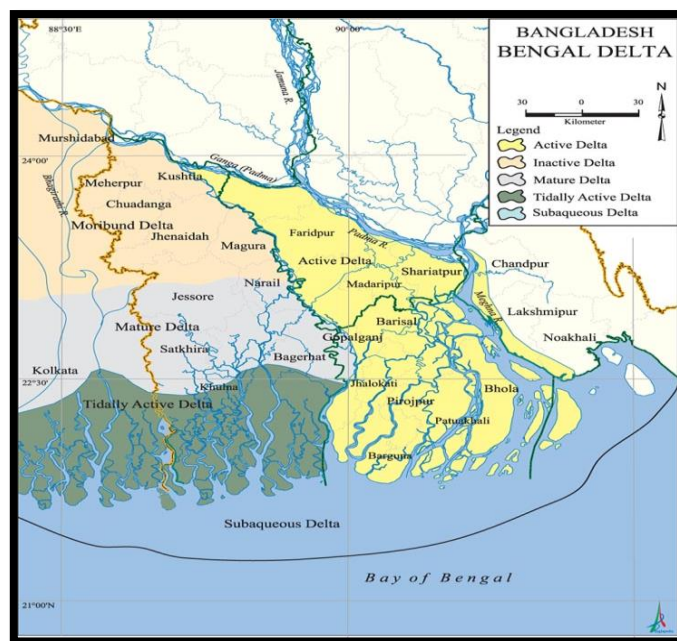 88°30'E
90°00'
BANGLADESH
BENGAL DELTA
N
30 0 30
Kilometer
Legend
Active Delta
Inactive Delta
Mature Delta
Tidally Active Delta
Subaqueous Delta
Jamuna R.
Murshidabad
24°00
Ganga (Padma)
Bhagirathi R.
Meherpur
Kushtia
Chuadanga
Moribund Delta
Jhenaidah
Magura
Faridpur
Padma R.
Active Delta
Shariatpur
Chandpur
Madaripur
Narail
Jessore
Meghna R.
Lakshmipur
Mature Delta
Barisal
Gopalganj
Noakhali
Satkhira
Bagerhat
Kolkata
22°30
Khulna
Jhalokati
Bhola
Tidally Active Delta
Pirojpur
Patuakhali
Barguna
Subaqueous Delta
Bay of Bengal
21°00'N